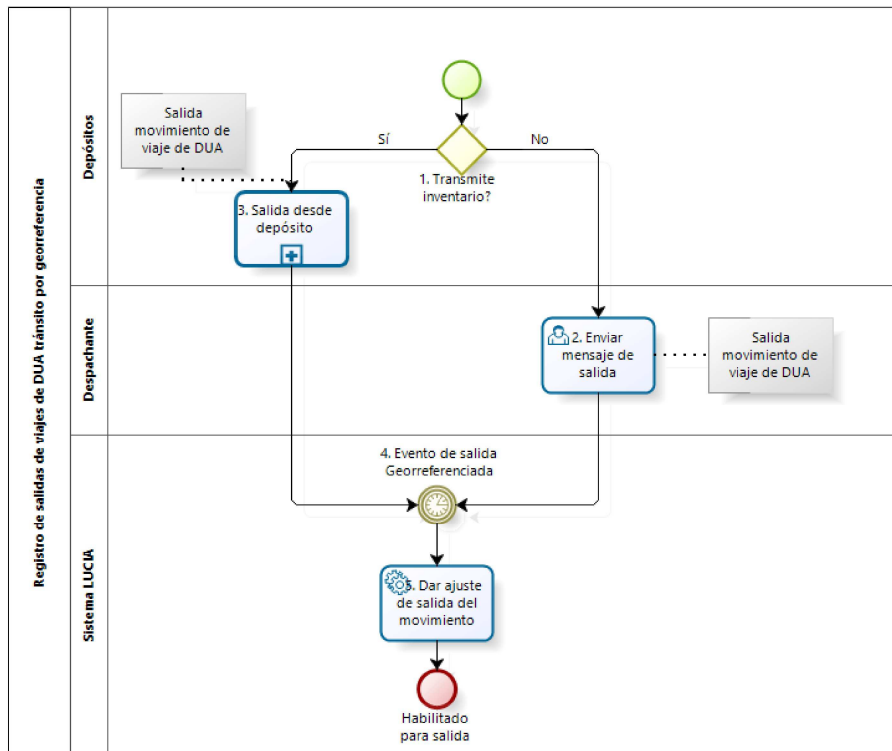 Registro de salidas de viajes de DUA tránsito por georreferencia
Depósitos
Salida
movimiento de
viaje de DUA
Sí
No
1. Transmite
inventario?
3. Salida desde
depósito
Despachante
2. Enviar
mensaje de
salida
Salida
movimiento de
viaje de DUA
Sistema LUCIA
4. Evento de salida
Georreferenciada
5. Dar ajuste
de salida del
movimiento
Habilitado
para salida